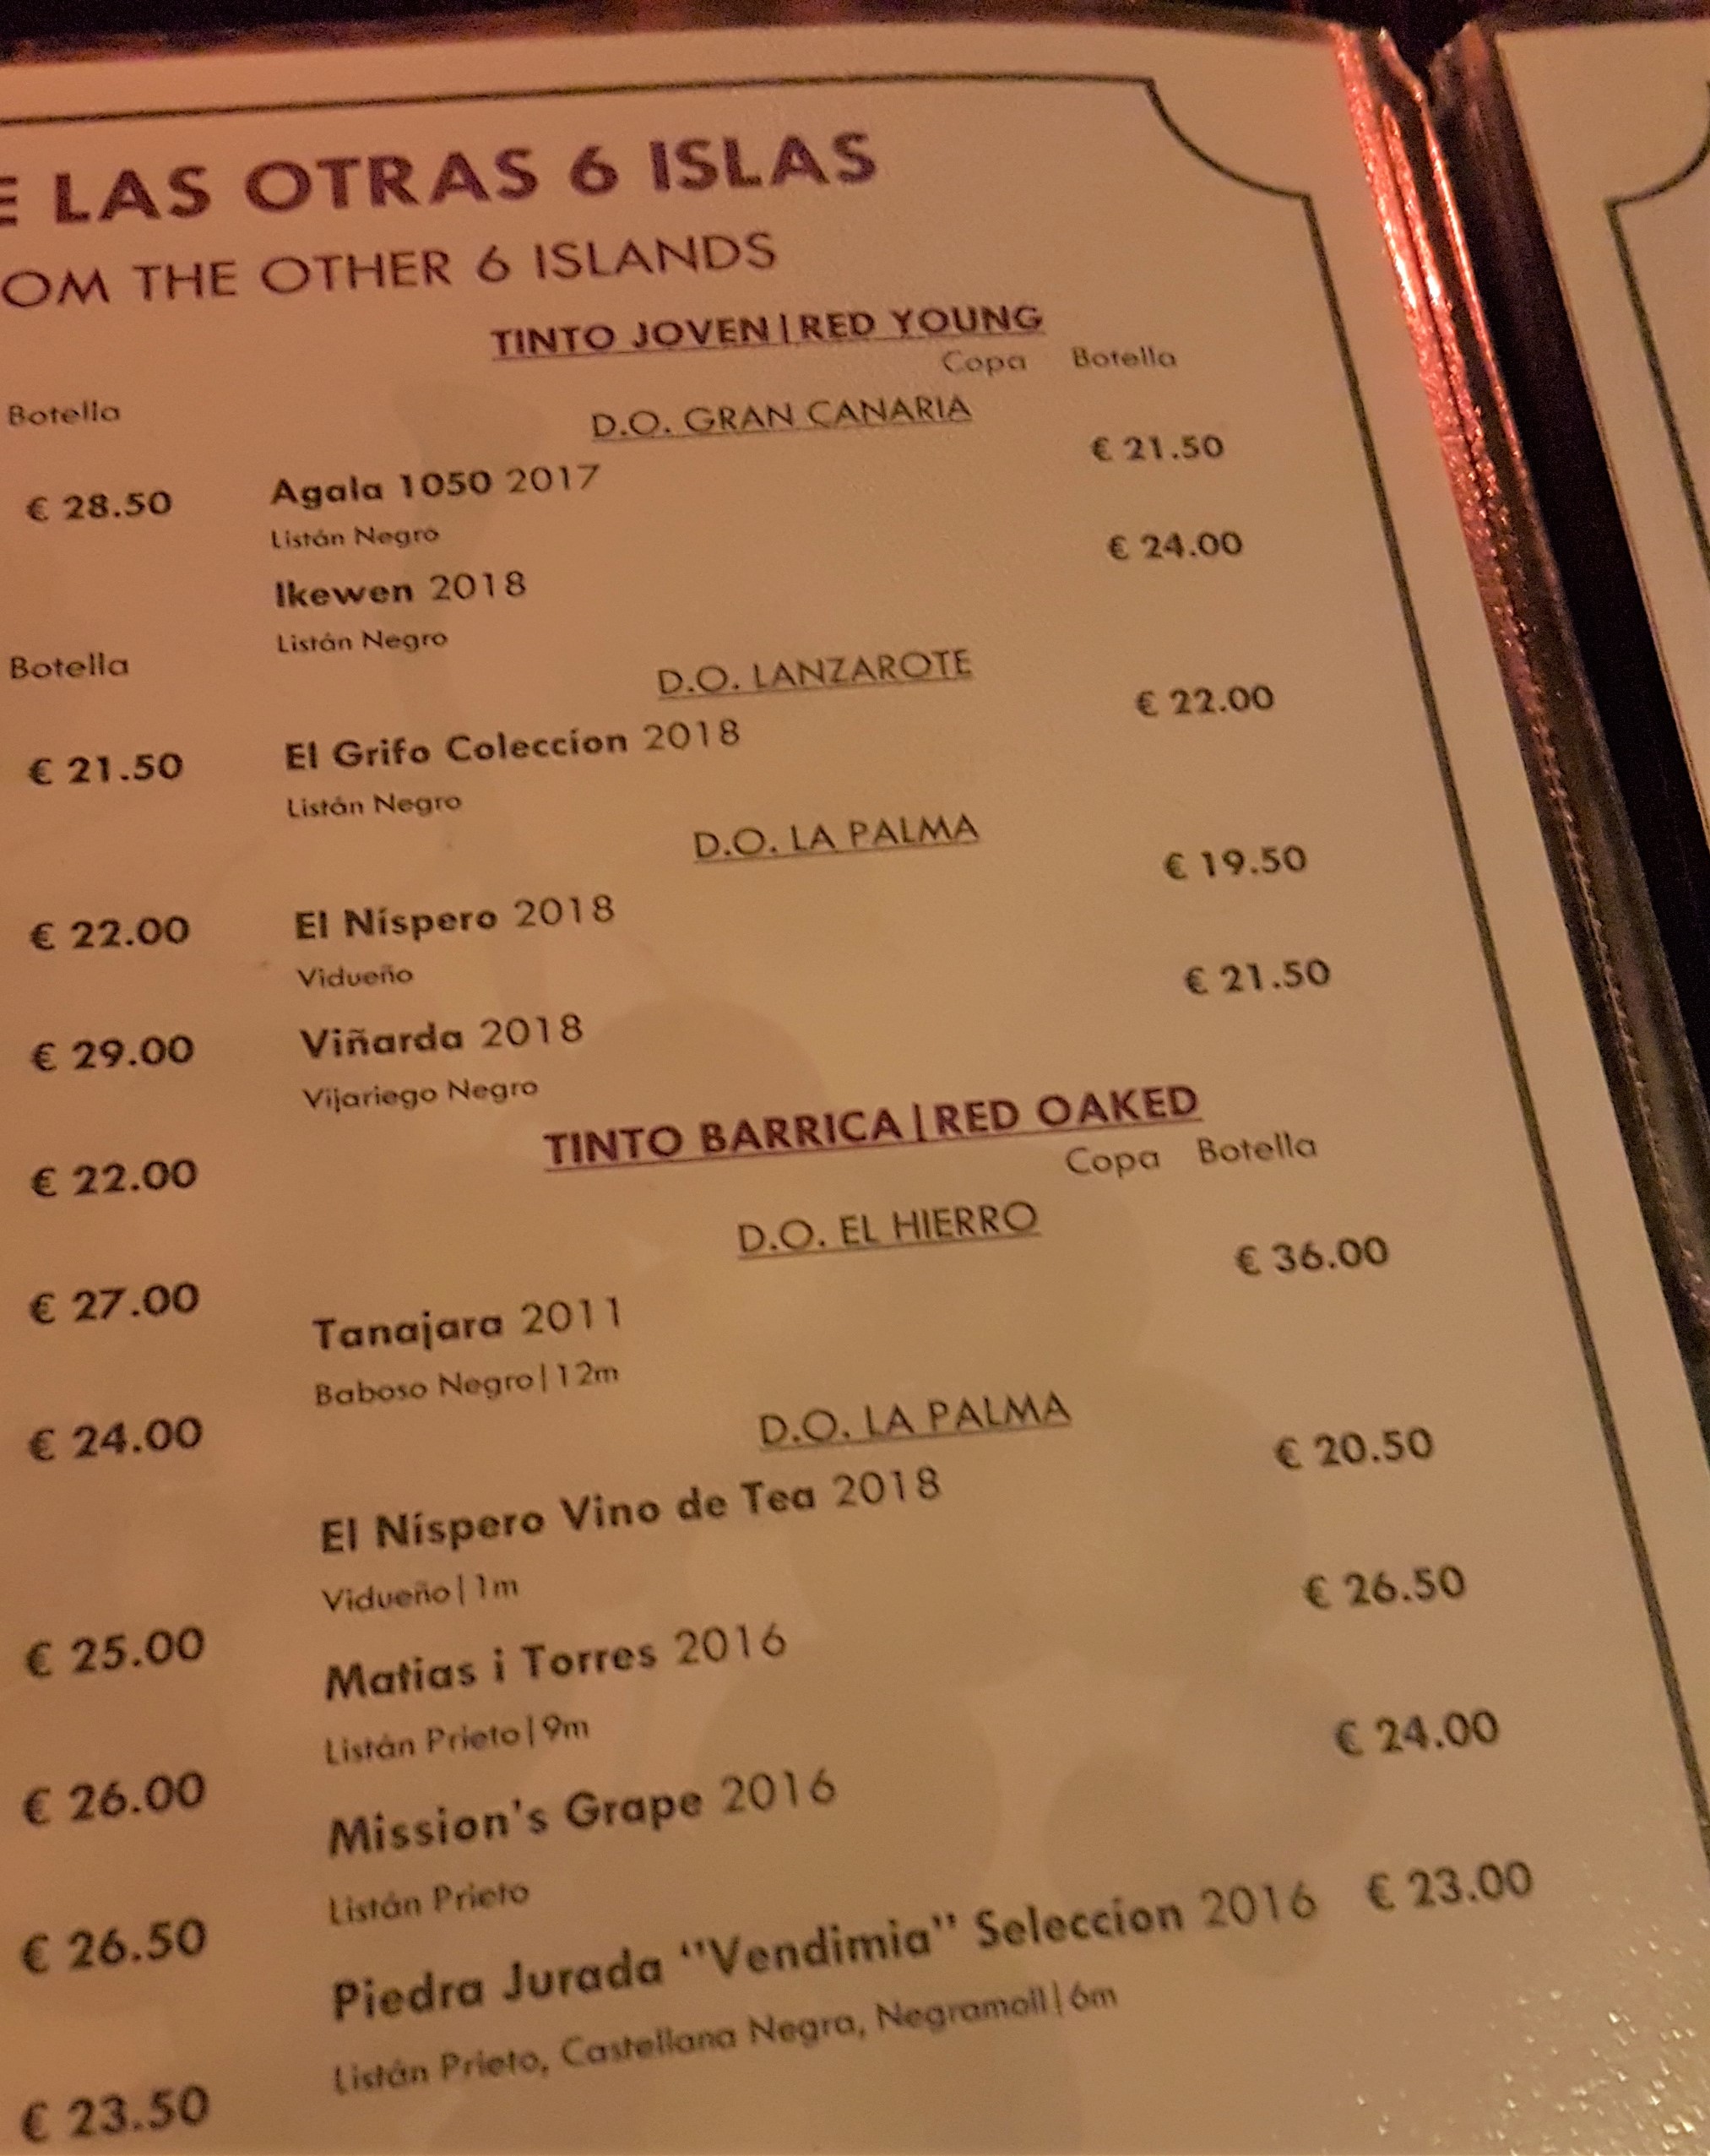 E LAS OTRAS 6 ISLAS
OM THE OTHER 6 ISLANDS
Botella
€ 28.50
Botella
€ 21.50
€ 22.00
€ 29.00
€ 22.00
€ 27.00
€ 24.00
€ 25.00
€ 26.00
€ 26.50
€ 23.50
TINTO JOVEN | RED YOUNG
Copa Botella
D.O. GRAN CANARIA
Agala 1050 2017 € 21.50
Listán Negro
Ikewen 2018 € 24.00
Listán Negro
D.O. LANZAROTE
El Grifo Coleccíon 2018 € 22.00
Listán Negro
D.O. LA PALMA
El Níspero 2018 € 19.50
Vidueño
Viñarda 2018 € 21.50
Vijariego Negro
TINTO BARRICA | RED OAKED
Copa Botella
D.O. EL HIERRO
Tanajara 2011 € 36.00
Baboso Negro | 12m
D.O. LA PALMA
El Níspero Vino de Tea 2018 € 20.50
Vidueño | 1m
Matias i Torres 2016 € 26.50
Listán Prieto | 9m
Mission's Grape 2016 € 24.00
Listán Prieto
Piedra Jurada "Vendimia" Seleccíon 2016 € 23.00
Listán Prieto, Castellana Negra, Negramoll | 6m